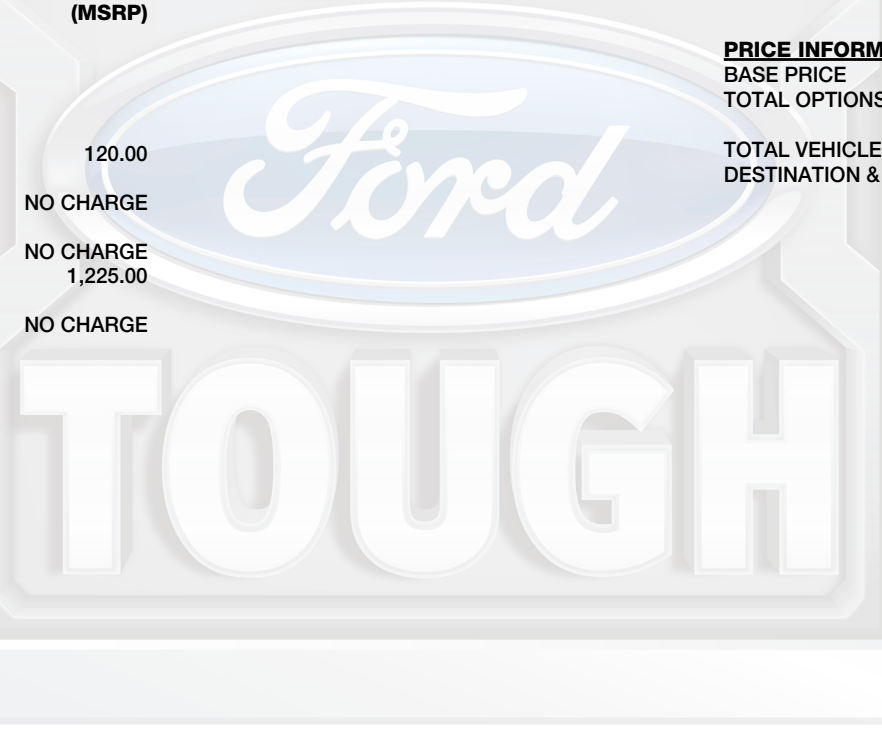 (MSRP)
120.00
NO CHARGE
NO CHARGE
1,225.00
NO CHARGE
PRICE INFORM
BASE PRICE
TOTAL OPTIONS
TOTAL VEHICLE
DESTINATION &
Ford
TOUGH